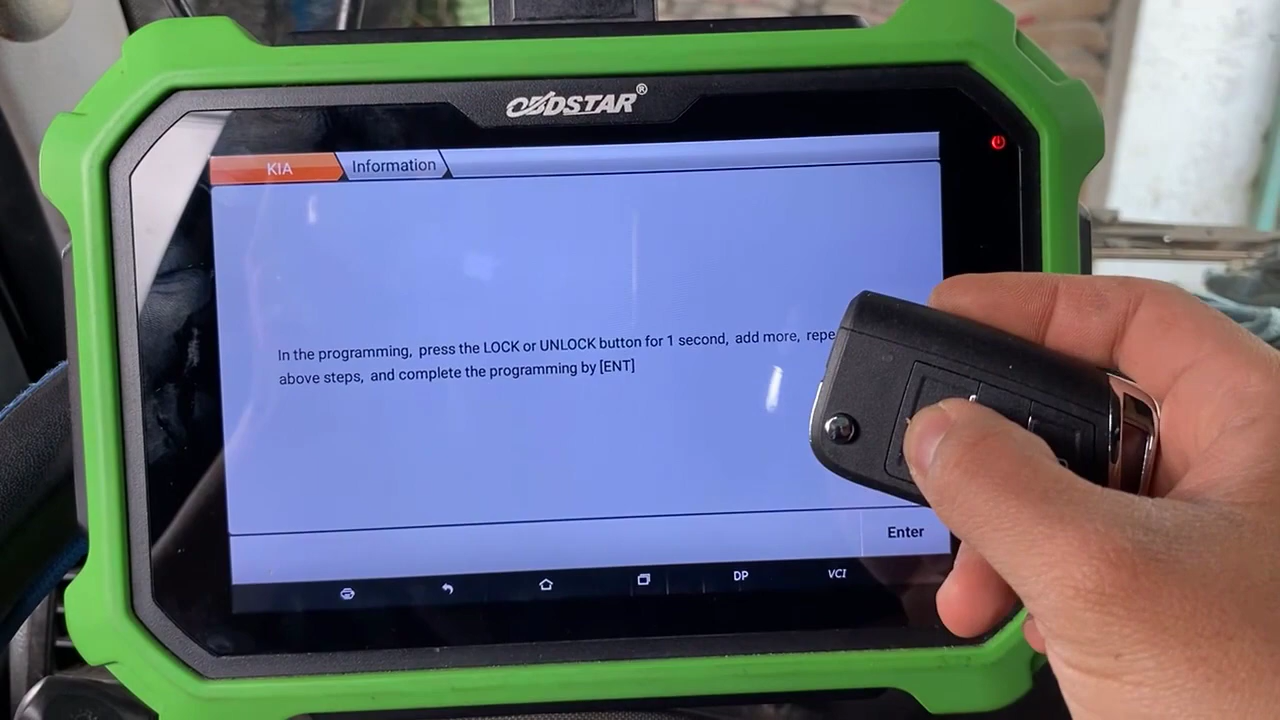 OBDSTAR®
KIA
Information
In the programming, press the LOCK or UNLOCK button for 1 second, add more,
above steps, and complete the programming by [ENT]
Enter
DP
VCI